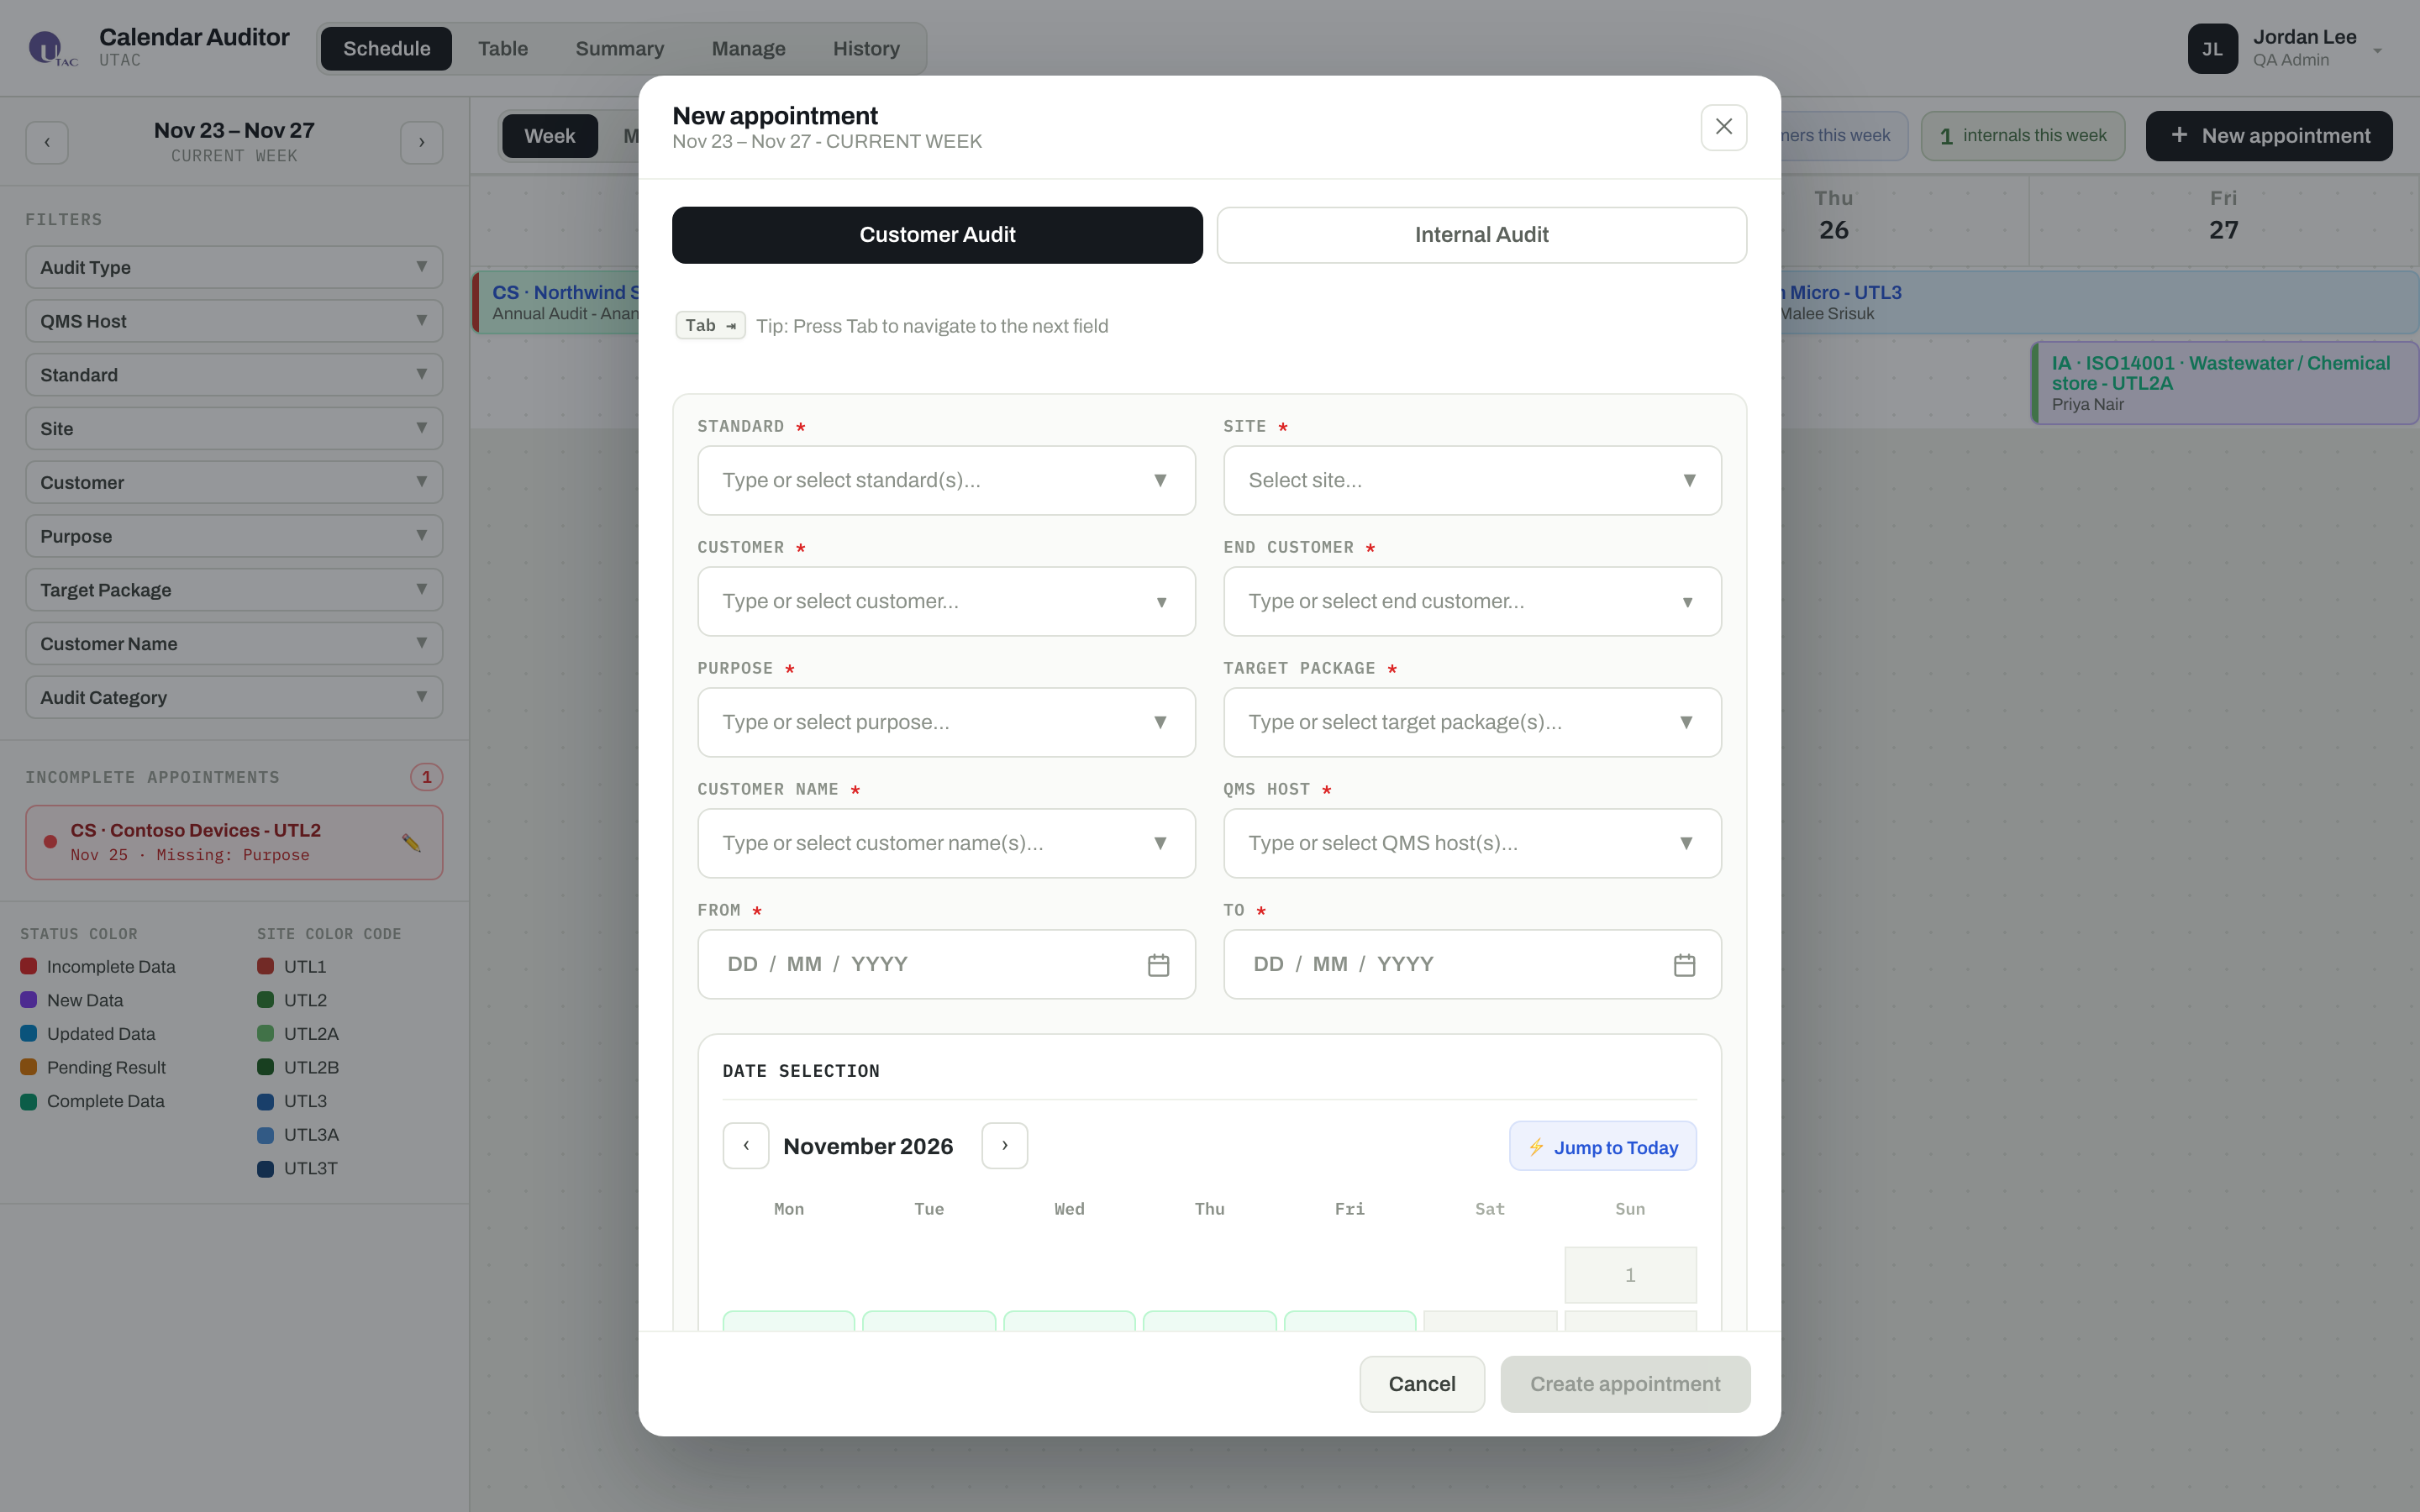 U TAC
Calendar Auditor
UTAC
Schedule
Table
Summary
Manage
History
JL
Jordan Lee
QA Admin
‹
Nov 23 – Nov 27
CURRENT WEEK
›
FILTERS
Audit Type ▼
QMS Host ▼
Standard ▼
Site ▼
Customer ▼
Purpose ▼
Target Package ▼
Customer Name ▼
Audit Category ▼
INCOMPLETE APPOINTMENTS
1
CS · Contoso Devices - UTL2
Nov 25 · Missing: Purpose
STATUS COLOR
Incomplete Data
New Data
Updated Data
Pending Result
Complete Data
SITE COLOR CODE
UTL1
UTL2
UTL2A
UTL2B
UTL3
UTL3A
UTL3T
Week
this week
1 internals this week
+ New appointment
Thu
26
Fri
27
CS · Northwind
Annual Audit -
Micro - UTL3
Malee Srisuk
IA · ISO14001 · Wastewater / Chemical
store - UTL2A
Priya Nair
New appointment
Nov 23 – Nov 27 - CURRENT WEEK
Customer Audit
Internal Audit
Tab ⇥ Tip: Press Tab to navigate to the next field
STANDARD *
Type or select standard(s)...
SITE *
Select site...
CUSTOMER *
Type or select customer...
END CUSTOMER *
Type or select end customer...
PURPOSE *
Type or select purpose...
TARGET PACKAGE *
Type or select target package(s)...
CUSTOMER NAME *
Type or select customer name(s)...
QMS HOST *
Type or select QMS host(s)...
FROM *
DD / MM / YYYY
TO *
DD / MM / YYYY
DATE SELECTION
‹
November 2026
›
⚡ Jump to Today
Mon Tue Wed Thu Fri Sat Sun
1
Cancel
Create appointment